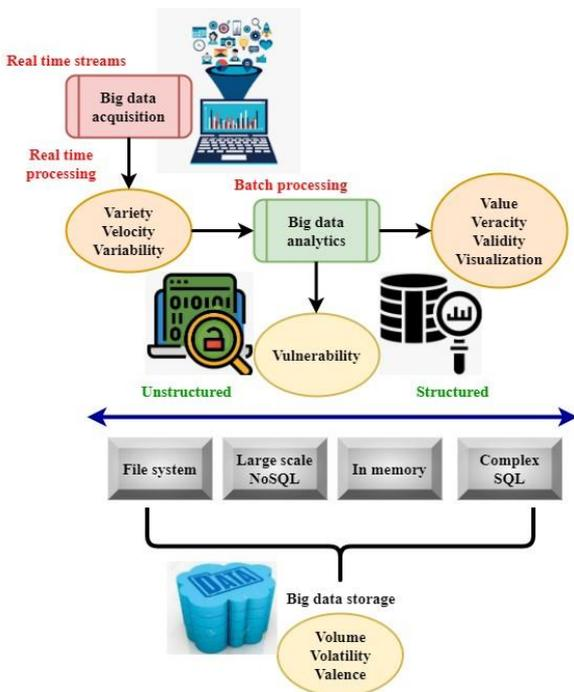 Real time streams
Big data
acquisition
Real time
processing
Batch processing
Variety
Velocity
Variability
Big data
analytics
Value
Veracity
Validity
Visualization
010101
0
Vulnerability
Unstructured
Structured
File system
Large scale
NoSQL
In memory
Complex
SQL
DATA
Big data storage
Volume
Volatility
Valence